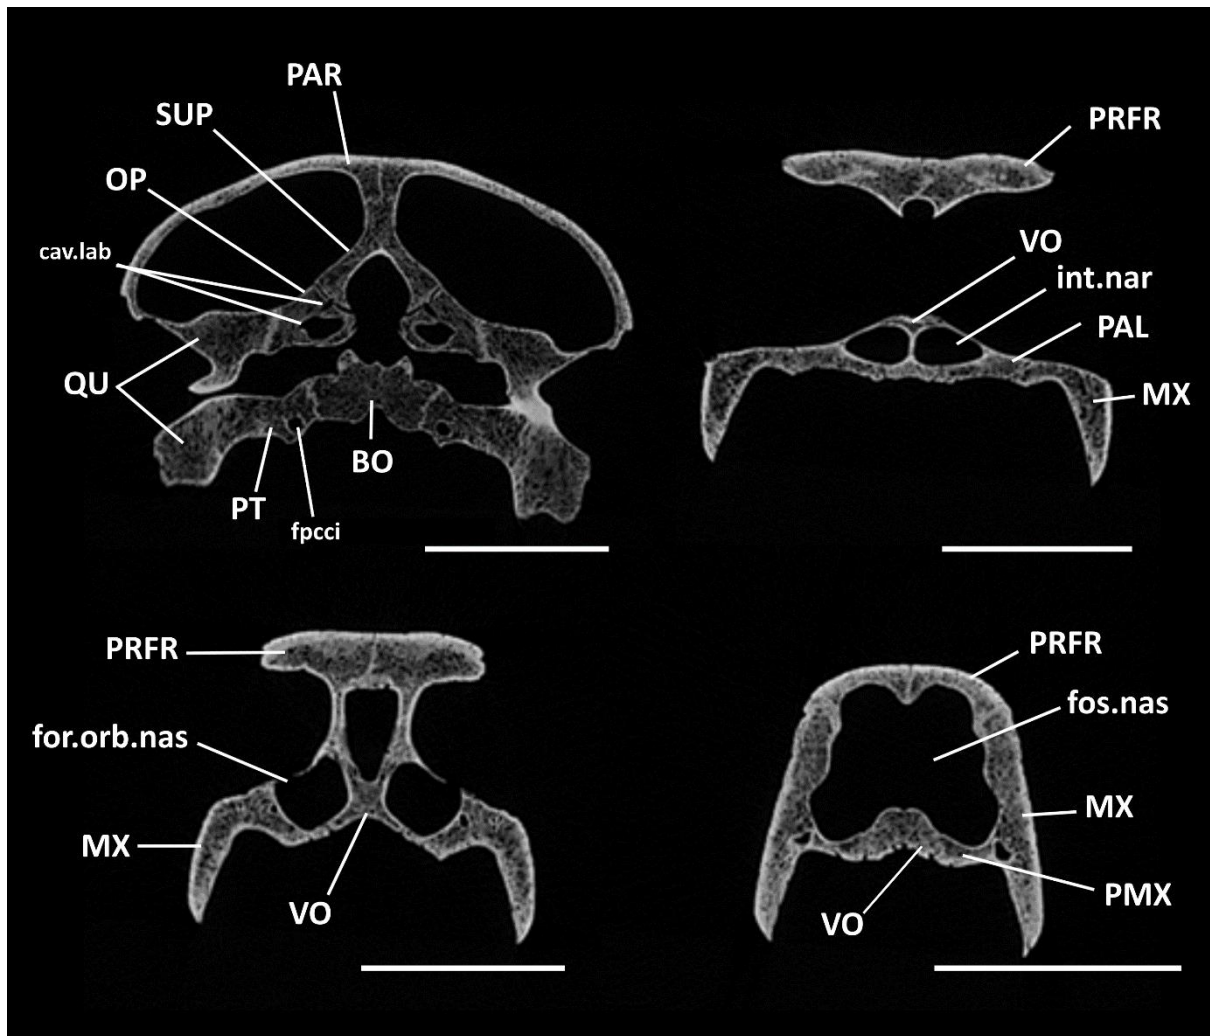 PAR
SUP
OP
cav.lab
QU
PT
fpcci
BO
PRFR
VO
int.nar
PAL
MX
PRFR
for.orb.nas
MX
VO
PRFR
fos.nas
MX
PMX
VO